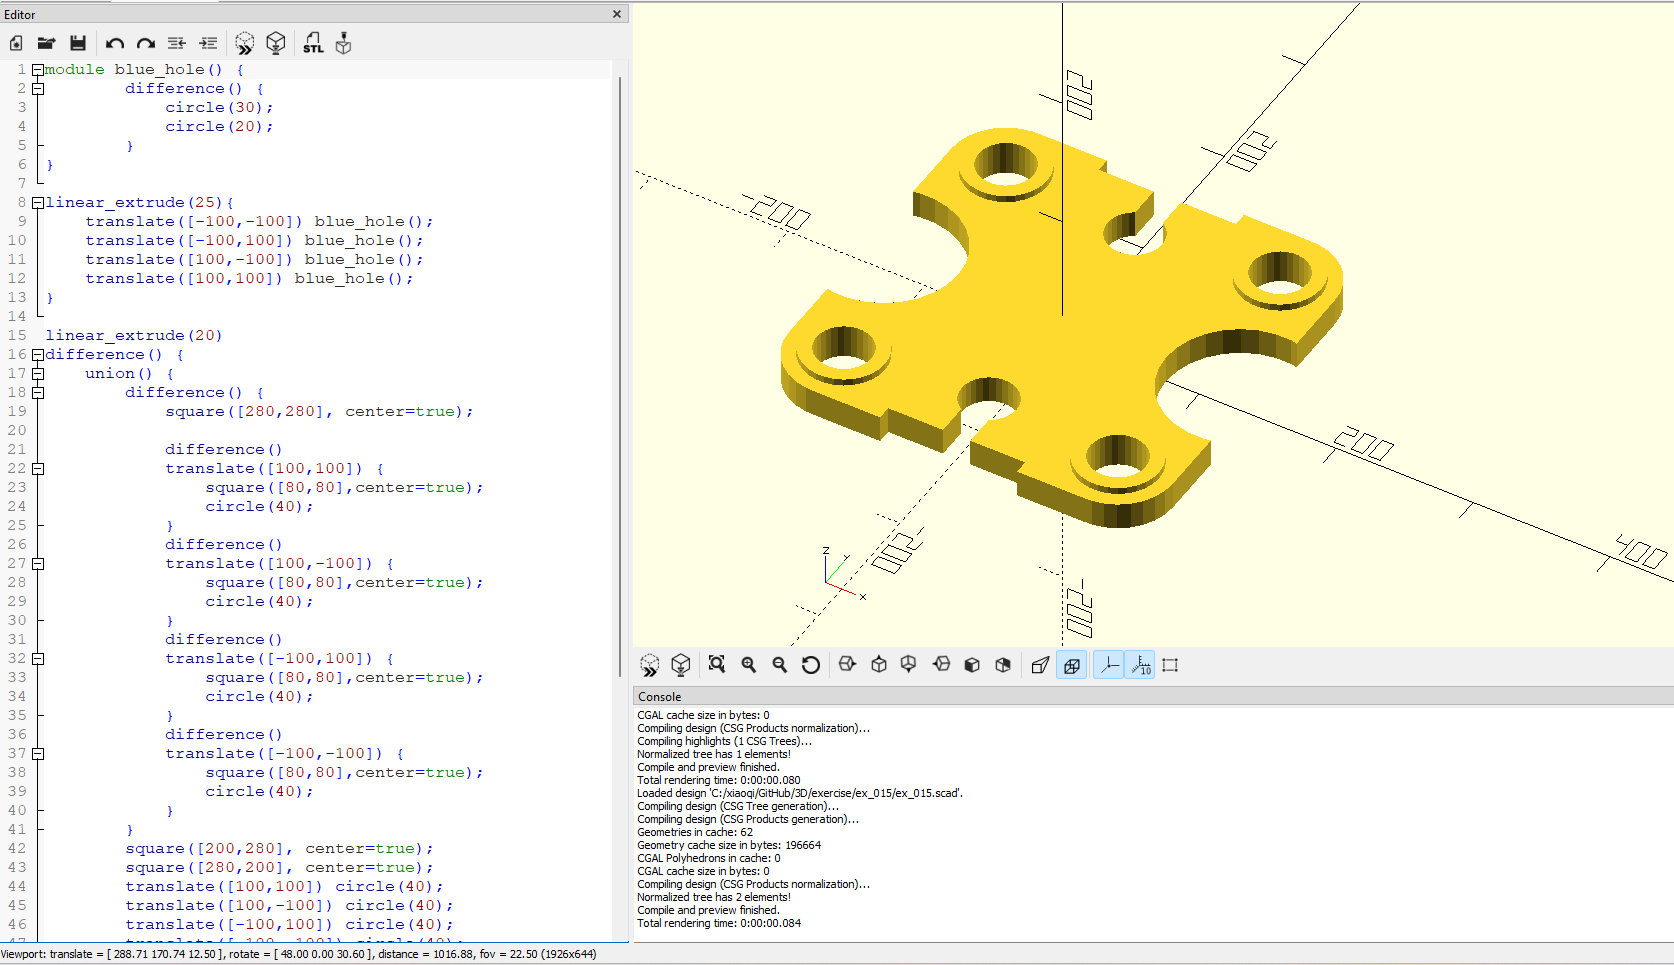 Editor
STL
1 module blue_hole() {
2 difference() {
3 circle(30);
4 circle(20);
5 }
6 }
7
8 linear_extrude(25){
9 translate([-100,-100]) blue_hole();
10 translate([-100,100]) blue_hole();
11 translate([100,-100]) blue_hole();
12 translate([100,100]) blue_hole();
13 }
14
15 linear_extrude(20)
16 difference() {
17 union() {
18 difference() {
19 square([280,280], center=true);
20
21 difference()
22 translate([100,100]) {
23 square([80,80],center=true);
24 circle(40);
25 }
26 difference()
27 translate([100,-100]) {
28 square([80,80],center=true);
29 circle(40);
30 }
31 difference()
32 translate([-100,100]) {
33 square([80,80],center=true);
34 circle(40);
35 }
36 difference()
37 translate([-100,-100]) {
38 square([80,80],center=true);
39 circle(40);
40 }
41 }
42 square([200,280], center=true);
43 square([280,200], center=true);
44 translate([100,100]) circle(40);
45 translate([100,-100]) circle(40);
46 translate([-100,100]) circle(40);
47 translate([-100,-100]) circle(40);
200
200
-200
200
400
-200
-200
z
y
x
10
Console
CGAL cache size in bytes: 0
Compiling design (CSG Products normalization)...
Compiling highlights (1 CSG Trees)...
Normalized tree has 1 elements!
Compile and preview finished.
Total rendering time: 0:00:00.080
Loaded design 'C:/xiaoqi/GitHub/3D/exercise/ex_015/ex_015.scad'.
Compiling design (CSG Tree generation)...
Compiling design (CSG Products generation)...
Geometries in cache: 62
Geometry cache size in bytes: 196664
CGAL Polyhedrons in cache: 0
CGAL cache size in bytes: 0
Compiling design (CSG Products normalization)...
Normalized tree has 2 elements!
Compile and preview finished.
Total rendering time: 0:00:00.084
Viewport: translate = [ 288.71 170.74 12.50 ], rotate = [ 48.00 0.00 30.60 ], distance = 1016.88, fov = 22.50 (1926x644)